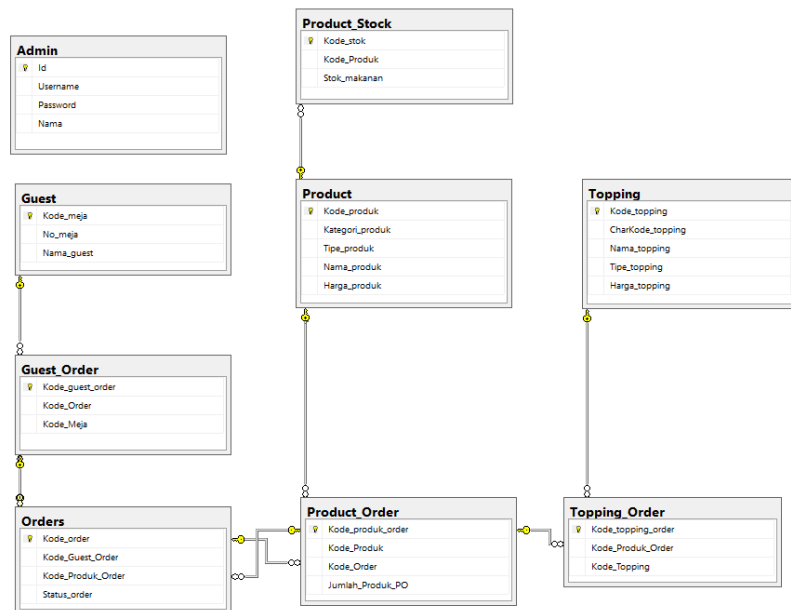 Admin
Id
Username
Password
Nama
Product_Stock
Kode_stok
Kode_Produk
Stok_makanan
Guest
Kode_meja
No_meja
Nama_guest
Product
Kode_produk
Kategori_produk
Tipe_produk
Nama_produk
Harga_produk
Topping
Kode_topping
CharKode_topping
Nama_topping
Tipe_topping
Harga_topping
Guest_Order
Kode_guest_order
Kode_Order
Kode_Meja
Orders
Kode_order
Kode_Guest_Order
Kode_Produk_Order
Status_order
Product_Order
Kode_produk_order
Kode_Produk
Kode_Order
Jumlah_Produk_PO
Topping_Order
Kode_topping_order
Kode_Produk_Order
Kode_Topping